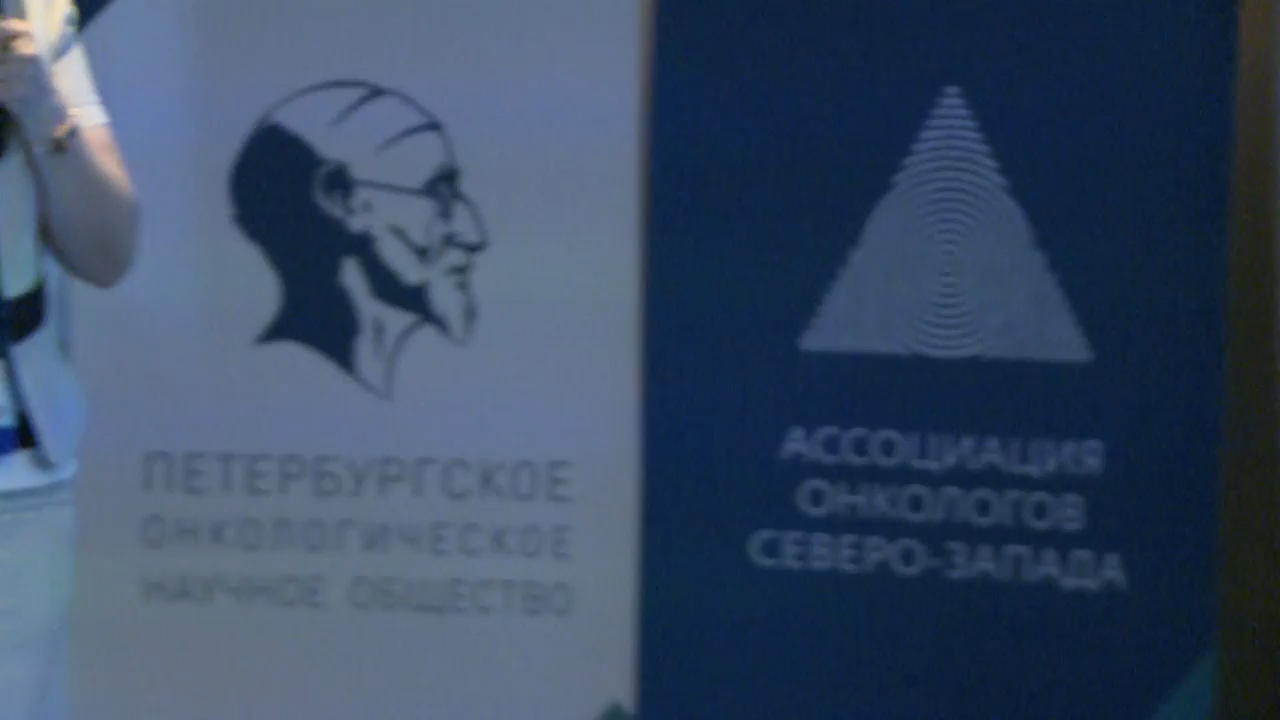 ПЕТЕРБУРГСКОЕ
ОНКОЛОГИЧЕСКОЕ
НАУЧНОЕ ОБЩЕСТВО
АССОЦИАЦИЯ
ОНКОЛОГОВ
СЕВЕРО-ЗАПАДА